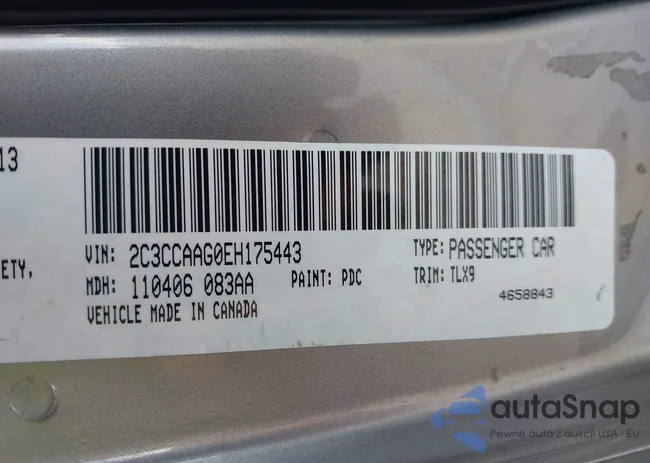 13
VIN: 2C3CCAAG0EH175443
TYPE: PASSENGER CAR
ETY,
MDH: 110406 083AA
PAINT: PDC
TRIM: TLX9
VEHICLE MADE IN CANADA
4658843
autaSnap
Pewne auta z aukcji USA i EU